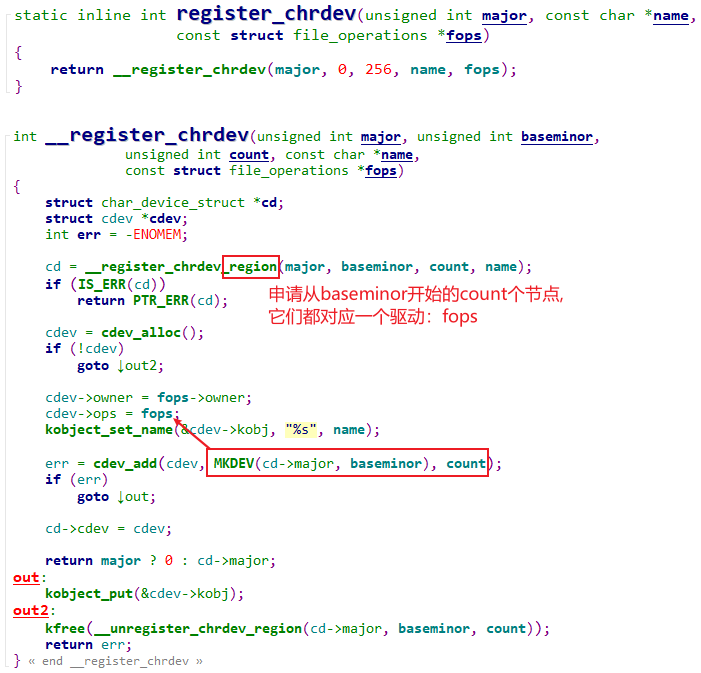 static inline int register_chrdev(unsigned int major, const char *name,
const struct file_operations *fops)
{
return __register_chrdev(major, 0, 256, name, fops);
}
int __register_chrdev(unsigned int major, unsigned int baseminor,
unsigned int count, const char *name,
const struct file_operations *fops)
{
struct char_device_struct *cd;
struct cdev *cdev;
int err = -ENOMEM;
cd = __register_chrdev_region(major, baseminor, count, name);
if (IS_ERR(cd))
return PTR_ERR(cd);
申请从baseminor开始的count个节点,
它们都对应一个驱动：fops
cdev = cdev_alloc();
if (!cdev)
goto ↓out2;
cdev->owner = fops->owner;
cdev->ops = fops;
kobject_set_name(&cdev->kobj, "%s", name);
err = cdev_add(cdev, MKDEV(cd->major, baseminor), count);
if (err)
goto ↓out;
cd->cdev = cdev;
return major ? 0 : cd->major;
out:
kobject_put(&cdev->kobj);
out2:
kfree(__unregister_chrdev_region(cd->major, baseminor, count));
return err;
} « end __register_chrdev »